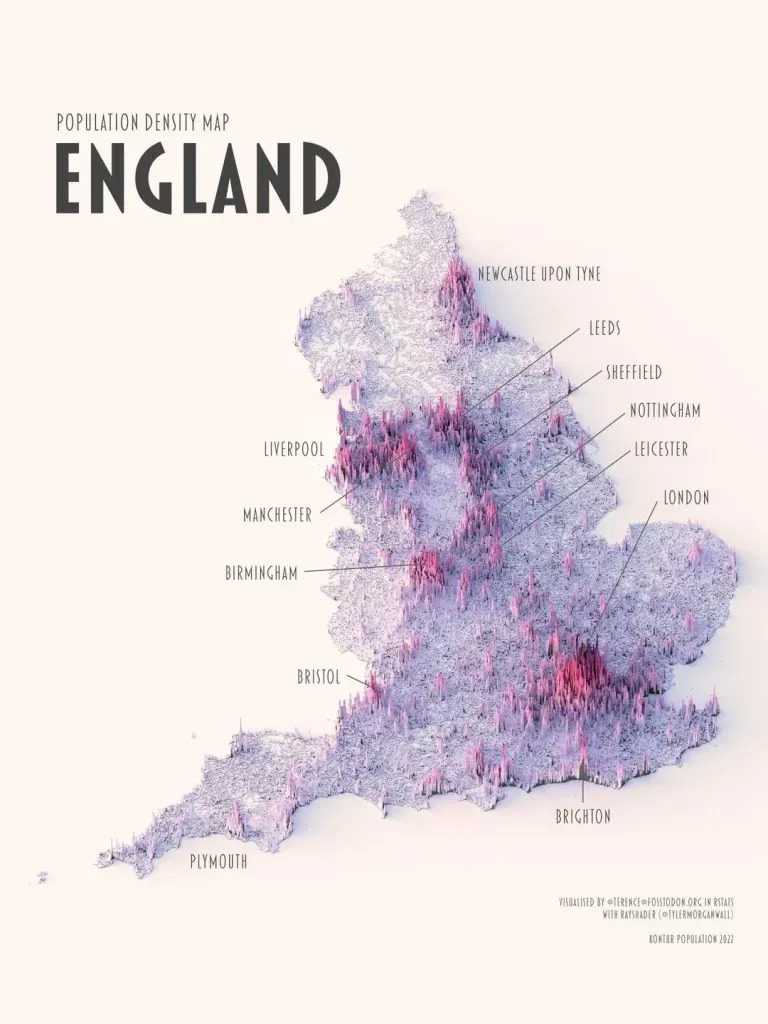 POPULATION DENSITY MAP
ENGLAND
NEWCASTLE UPON TYNE
LEEDS
SHEFFIELD
NOTTINGHAM
LIVERPOOL
LEICESTER
LONDON
MANCHESTER
BIRMINGHAM
BRISTOL
BRIGHTON
PLYMOUTH
VISUALISED BY @TERENCE@FOSSTODON.ORG IN RSTATS
WITH RAYSHADER (@TYLERMORGANWALL)
KONTUR POPULATION 2022